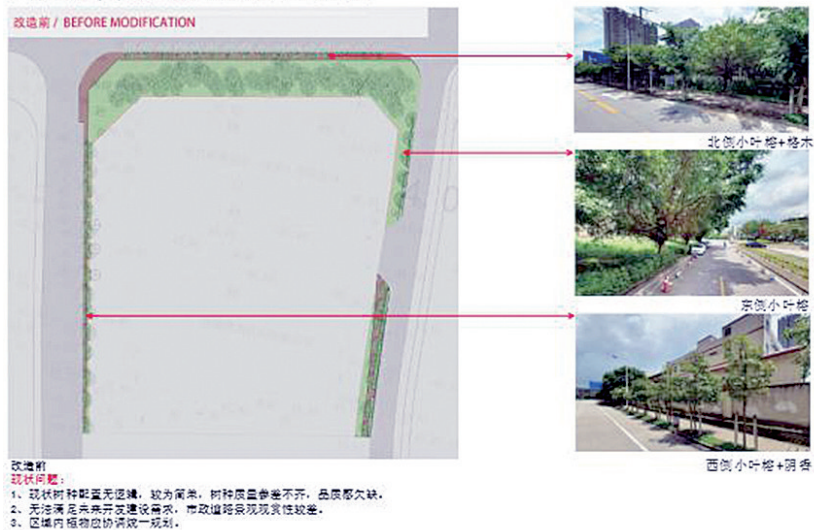 改造前 / BEFORE MODIFICATION
北侧小叶榕+格木
东侧小叶榕
西侧小叶榕+阴香
改造前
现状问题：
1、现状树种配置无逻辑，较为简单，树种质量参差不齐，品质感欠缺。
2、无法满足未来开发建设需求，市政道路景观观赏性较差。
3、区域内植物应协调统一规划。